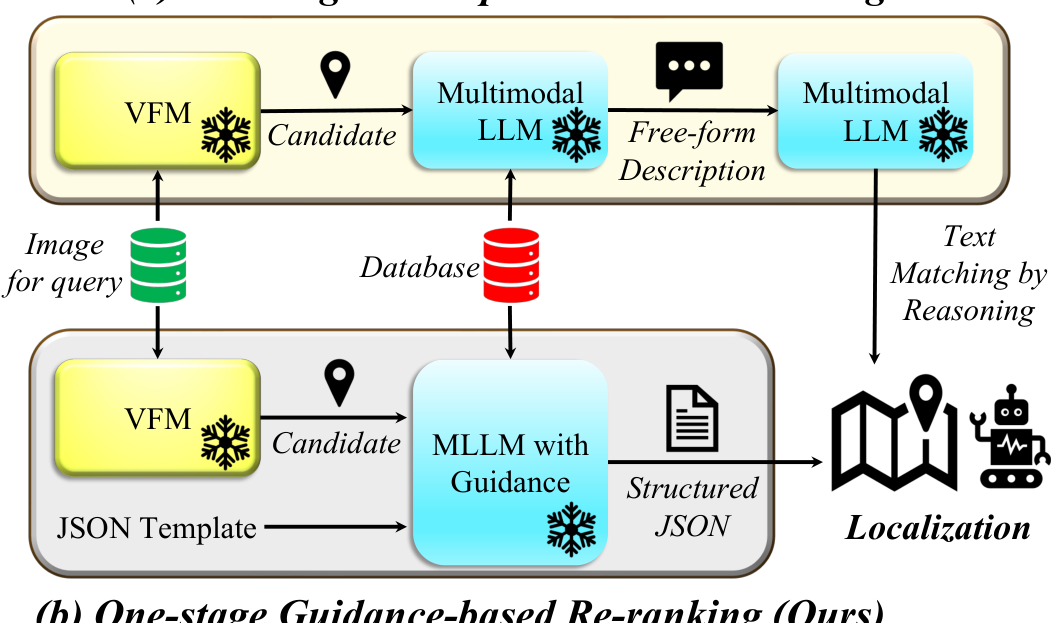 VFM
Candidate
Multimodal
LLM
Free-form
Description
Multimodal
LLM
Image
for query
Database
Text
Matching by
Reasoning
VFM
Candidate
JSON Template
MLLM with
Guidance
Structured
JSON
Localization
(b) One-stage Guidance-based Re-ranking (Ours)